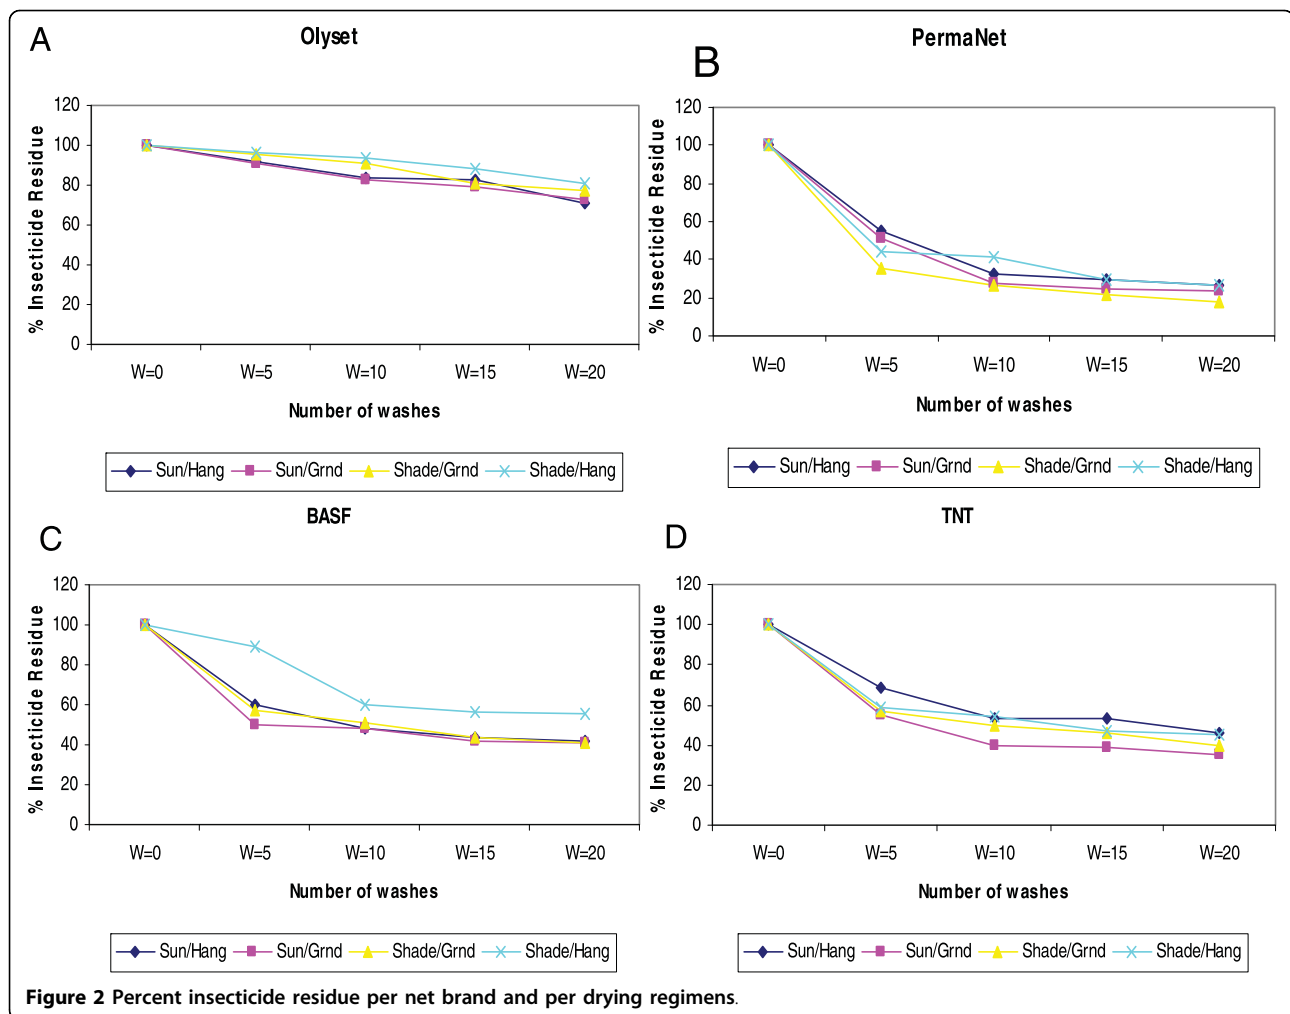 A
Olyset
120
100
80
60
40
20
0
% Insecticide Residue
W=0 W=5 W=10 W=15 W=20
Number of washes
Sun/Hang Sun/Grnd Shade/Grnd Shade/Hang
B
PermaNet
120
100
80
60
40
20
0
% Insecticide Residue
W=0 W=5 W=10 W=15 W=20
Number of washes
Sun/Hang Sun/Grnd Shade/Grnd Shade/Hang
C
BASF
120
100
80
60
40
20
0
% Insecticide Residue
W=0 W=5 W=10 W=15 W=20
Number of washes
Sun/Hang Sun/Grnd Shade/Grnd Shade/Hang
D
TNT
120
100
80
60
40
20
0
% Insecticide Residue
W=0 W=5 W=10 W=15 W=20
Number of washes
Sun/Hang Sun/Grnd Shade/Grnd Shade/Hang
Figure 2 Percent insecticide residue per net brand and per drying regimens.